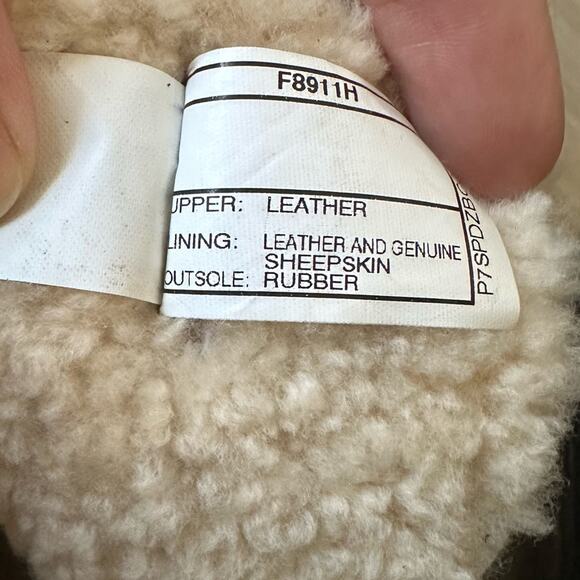 F8911H
UPPER: LEATHER
LINING: LEATHER AND GENUINE
SHEEPSKIN
OUTSOLE: RUBBER